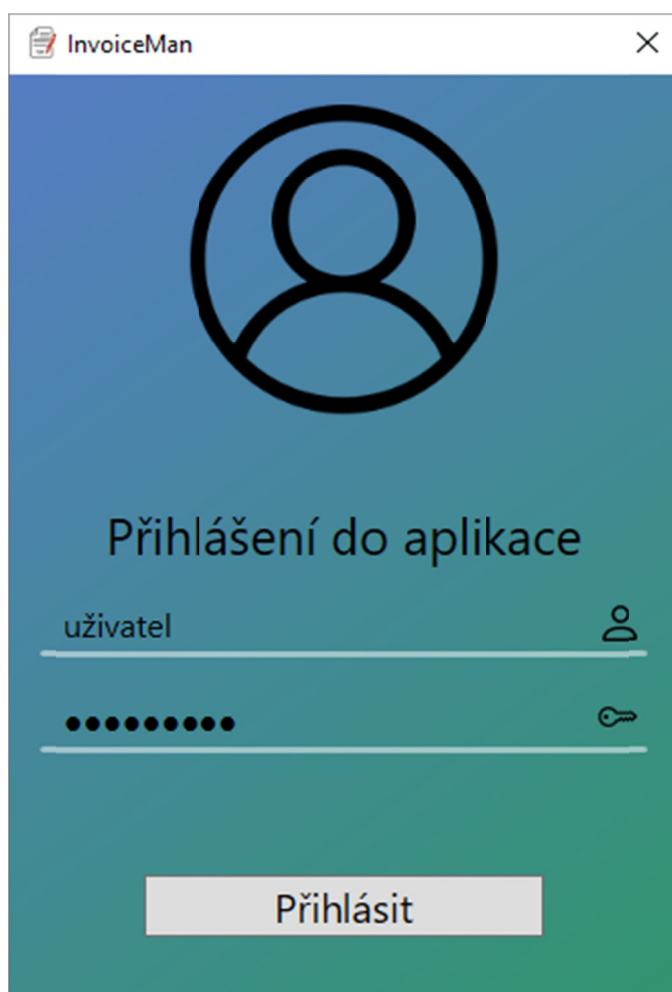 InvoiceMan
Přihlášení do aplikace
uživatel
●●●●●●●●●
Přihlásit